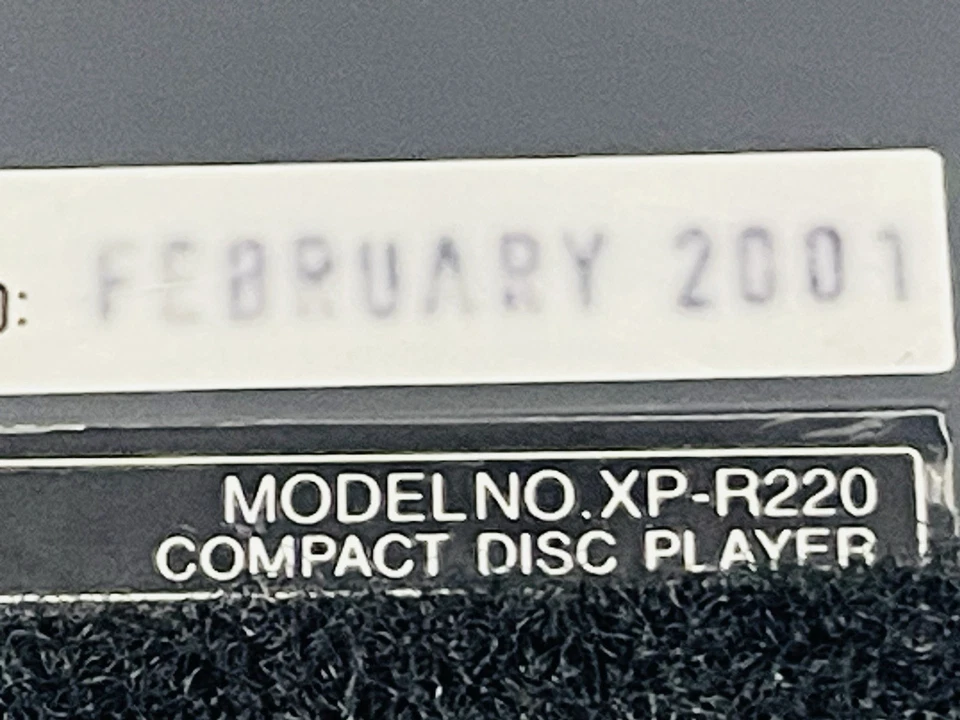 : FEBRUARY 2001
MODEL NO. XP-R220
COMPACT DISC PLAYER